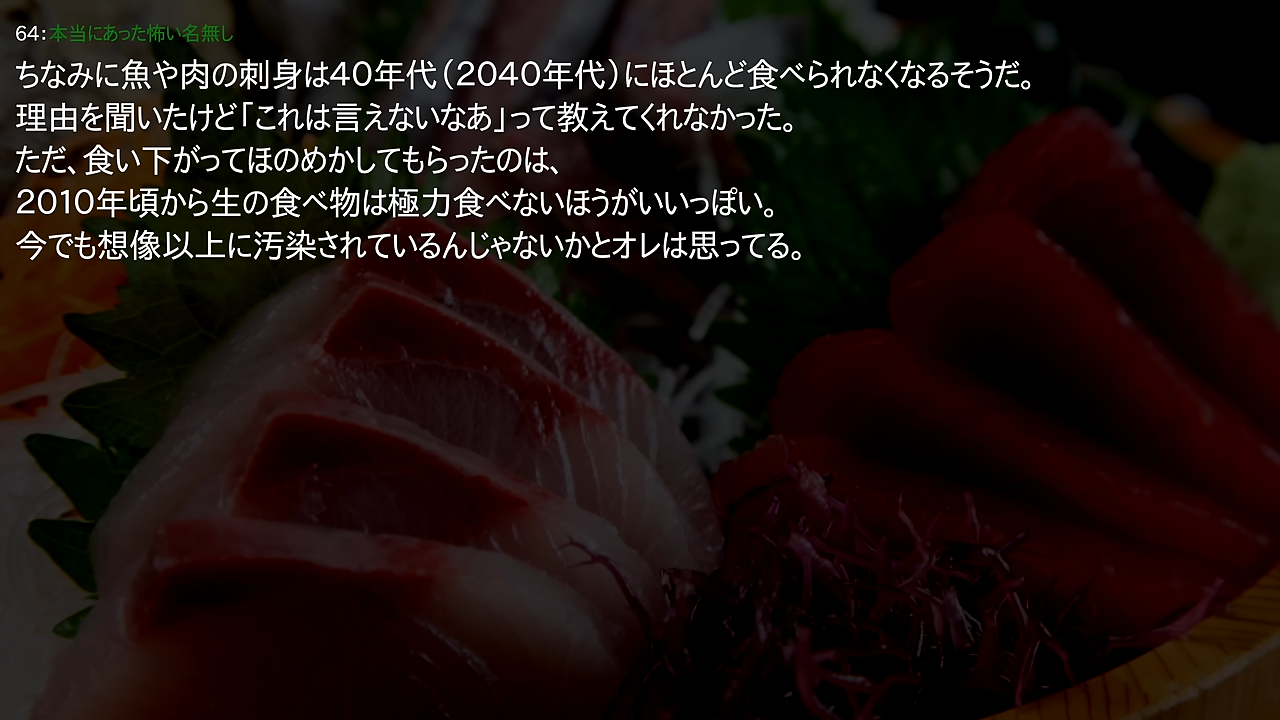 64:本当にあった怖い名無し
ちなみに魚や肉の刺身は40年代(2040年代)にほとんど食べられなくなるそうだ。
理由を聞いたけど「これは言えないなあ」って教えてくれなかった。
ただ、食い下がってほのめかしてもらったのは、
2010年頃から生の食べ物は極力食べないほうがいいっぽい。
今でも想像以上に汚染されているんじゃないかとオレは思ってる。